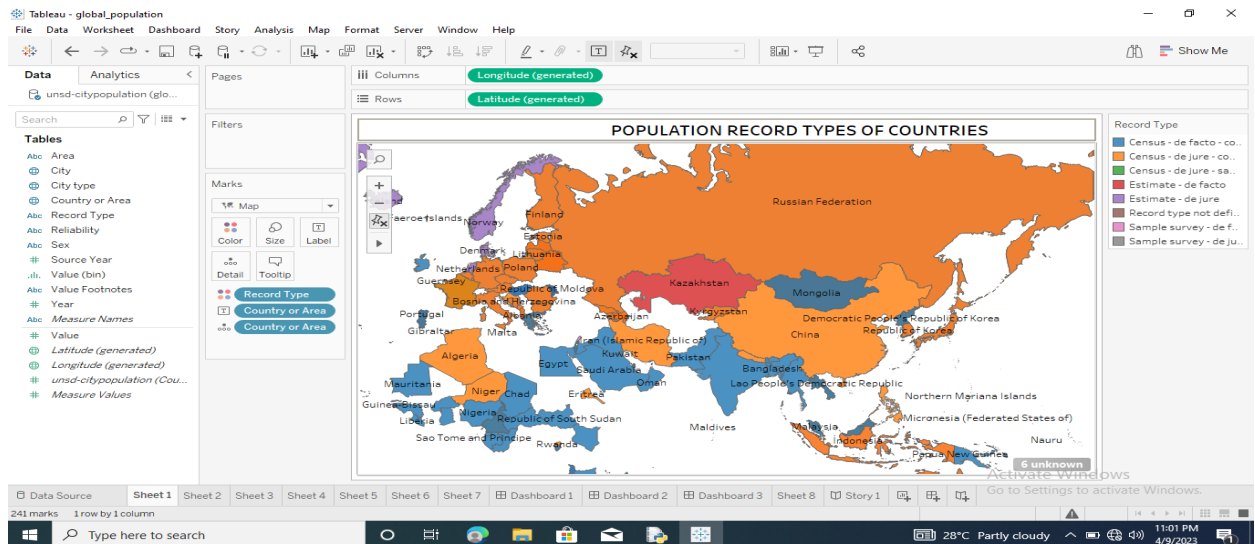 Tableau - global_population
File Data Worksheet Dashboard Story Analysis Map Format Server Window Help
Show Me
Data Analytics
Pages
Columns Longitude (generated)
unsd-citypopulation (glo...
Rows Latitude (generated)
Search
Filters
Tables
Abc Area
City
City type
Country or Area
Abc Record Type
Abc Reliability
Abc Sex
# Source Year
Value (bin)
Abc Value Footnotes
# Year
Abc Measure Names
# Value
Latitude (generated)
Longitude (generated)
# unsd-citypopulation (Cou...
# Measure Values
Marks
Map
Color Size Label
Detail Tooltip
Record Type
Country or Area
Country or Area
POPULATION RECORD TYPES OF COUNTRIES
Russian Federation
Faeroe Islands
Norway
Finland
Estonia
Denmark
Lithuania
Netherlands
Poland
Guernsey
Republic of Moldova
Bosnia and Herzegovina
Kazakhstan
Mongolia
Portugal
Albania
Azerbaijan
Kyrgyzstan
Democratic People's Republic of Korea
Gibraltar
Malta
Republic of Korea
Iran (Islamic Republic of)
China
Algeria
Kuwait
Pakistan
Egypt
Saudi Arabia
Bangladesh
Mauritania
Oman
Lao People's Democratic Republic
Niger
Chad
Eritrea
Northern Mariana Islands
Guinea-Bissau
Nigeria
Republic of South Sudan
Micronesia (Federated States of)
Liberia
Maldives
Malaysia
Sao Tome and Principe
Rwanda
Indonesia
Nauru
Papua New Guinea
6 unknown
Record Type
Census - de facto - co..
Census - de jure - co...
Census - de jure - sa..
Estimate - de facto
Estimate - de jure
Record type not defi...
Sample survey - de f..
Sample survey - de ju..
Activate Windows
Go to Settings to activate Windows.
Data Source Sheet 1 Sheet 2 Sheet 3 Sheet 4 Sheet 5 Sheet 6 Sheet 7 Dashboard 1 Dashboard 2 Dashboard 3 Sheet 8 Story 1
241 marks 1 row by 1 column
Type here to search
28°C Partly cloudy
11:01 PM
4/9/2023
1